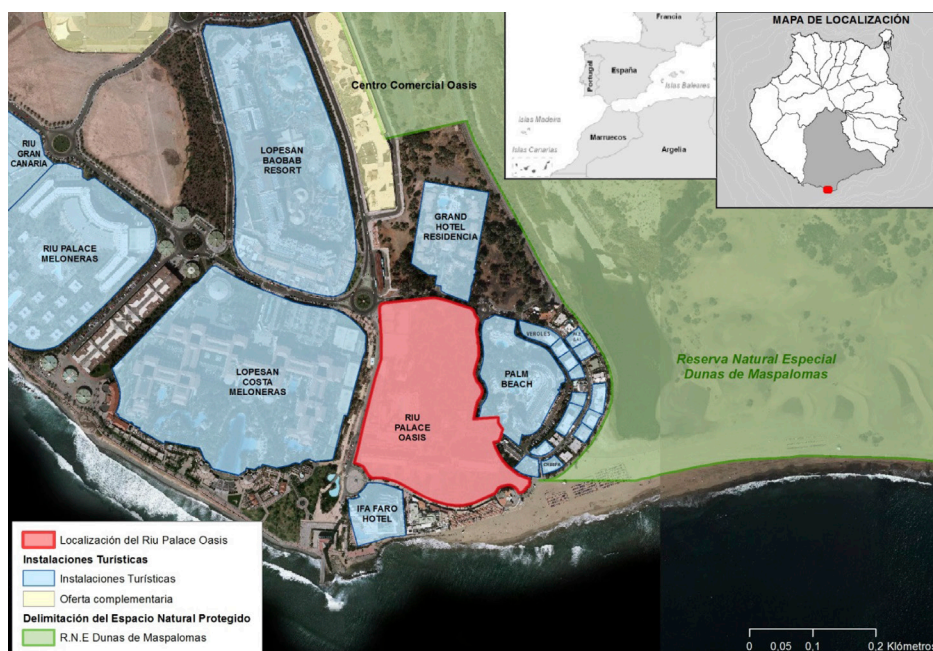 Francia
Portugal
España
Islas Baleares
Islas Madeira
Marruecos
Argelia
Islas Canarias
MAPA DE LOCALIZACIÓN
Centro Comercial Oasis
RIU
GRAN
CANARIA
LOPESAN
BAOBAB
RESORT
GRAND
HOTEL
RESIDENCIA
RIU PALACE
MELONERAS
LOPESAN
COSTA
MELONERAS
VEROLES
PALM
BEACH
RIU
PALACE
OASIS
IFA FARO
HOTEL
Reserva Natural Especial
Dunas de Maspalomas
Localización del Riu Palace Oasis
Instalaciones Turísticas
Instalaciones Turísticas
Oferta complementaria
Delimitación del Espacio Natural Protegido
R.N.E Dunas de Maspalomas
0 0,05 0,1 0,2 Kilómetros